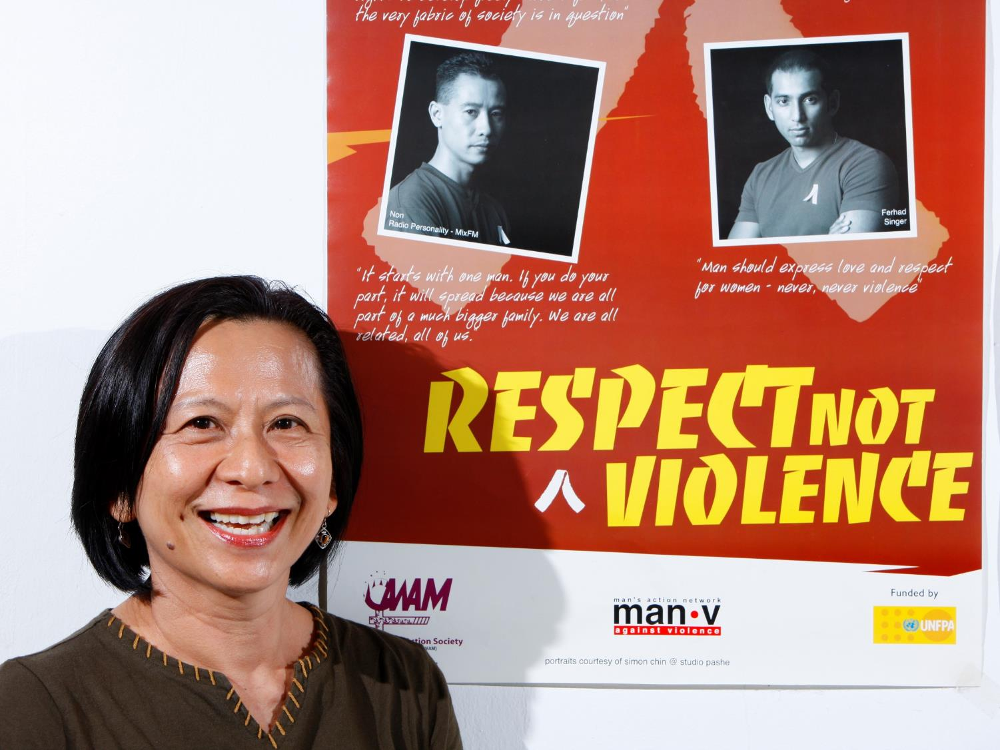 the very fabric of society is in question"
Non
Radio Personality - MixFM
Ferhad
Singer
"It starts with one man. If you do your
part, it will spread because we are all
part of a much bigger family. We are all
related, all of us."
"Man should express love and respect
for women - never, never violence"
RESPECT NOT
VIOLENCE
AWAM
Society
man's action network
man•v
against violence
Funded by
UNFPA
portraits courtesy of simon chin @ studio pashe